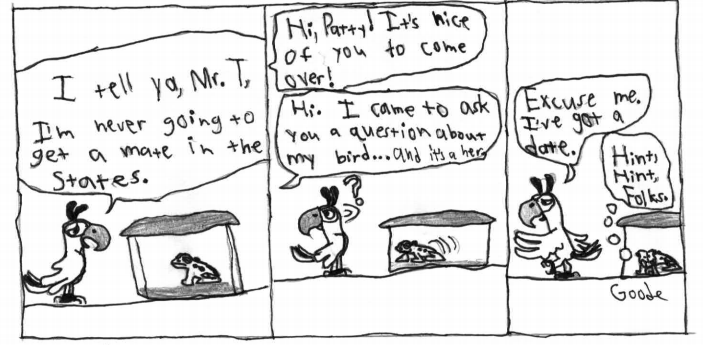 I tell ya, Mr. T,
I'm never going to
get a mate in the
States.
Hi, Patty! It's nice
of you to come
over!
Hi. I came to ask
you a question about
my bird... and it's a her.
?
Excuse me.
I've got a
date.
Hint,
Hint,
Folks.
Goode